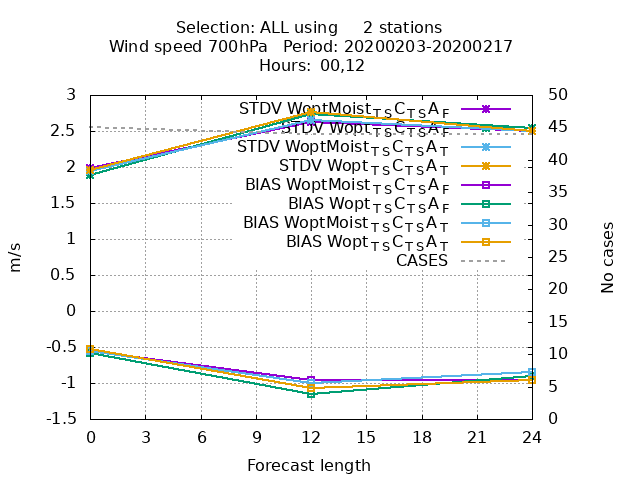 Selection: ALL using 2 stations
Wind speed 700hPa Period: 20200203-20200217
Hours: 00,12
STDV WoptMoistTSCTSAF
STDV WoptTSCTSAF
STDV WoptMoistTSCTSAT
STDV WoptTSCTSAT
BIAS WoptMoistTSCTSAF
BIAS WoptTSCTSAF
BIAS WoptMoistTSCTSAT
BIAS WoptTSCTSAT
CASES
m/s
3
2.5
2
1.5
1
0.5
0
-0.5
-1
-1.5
No cases
50
45
40
35
30
25
20
15
10
5
0
0 3 6 9 12 15 18 21 24
Forecast length